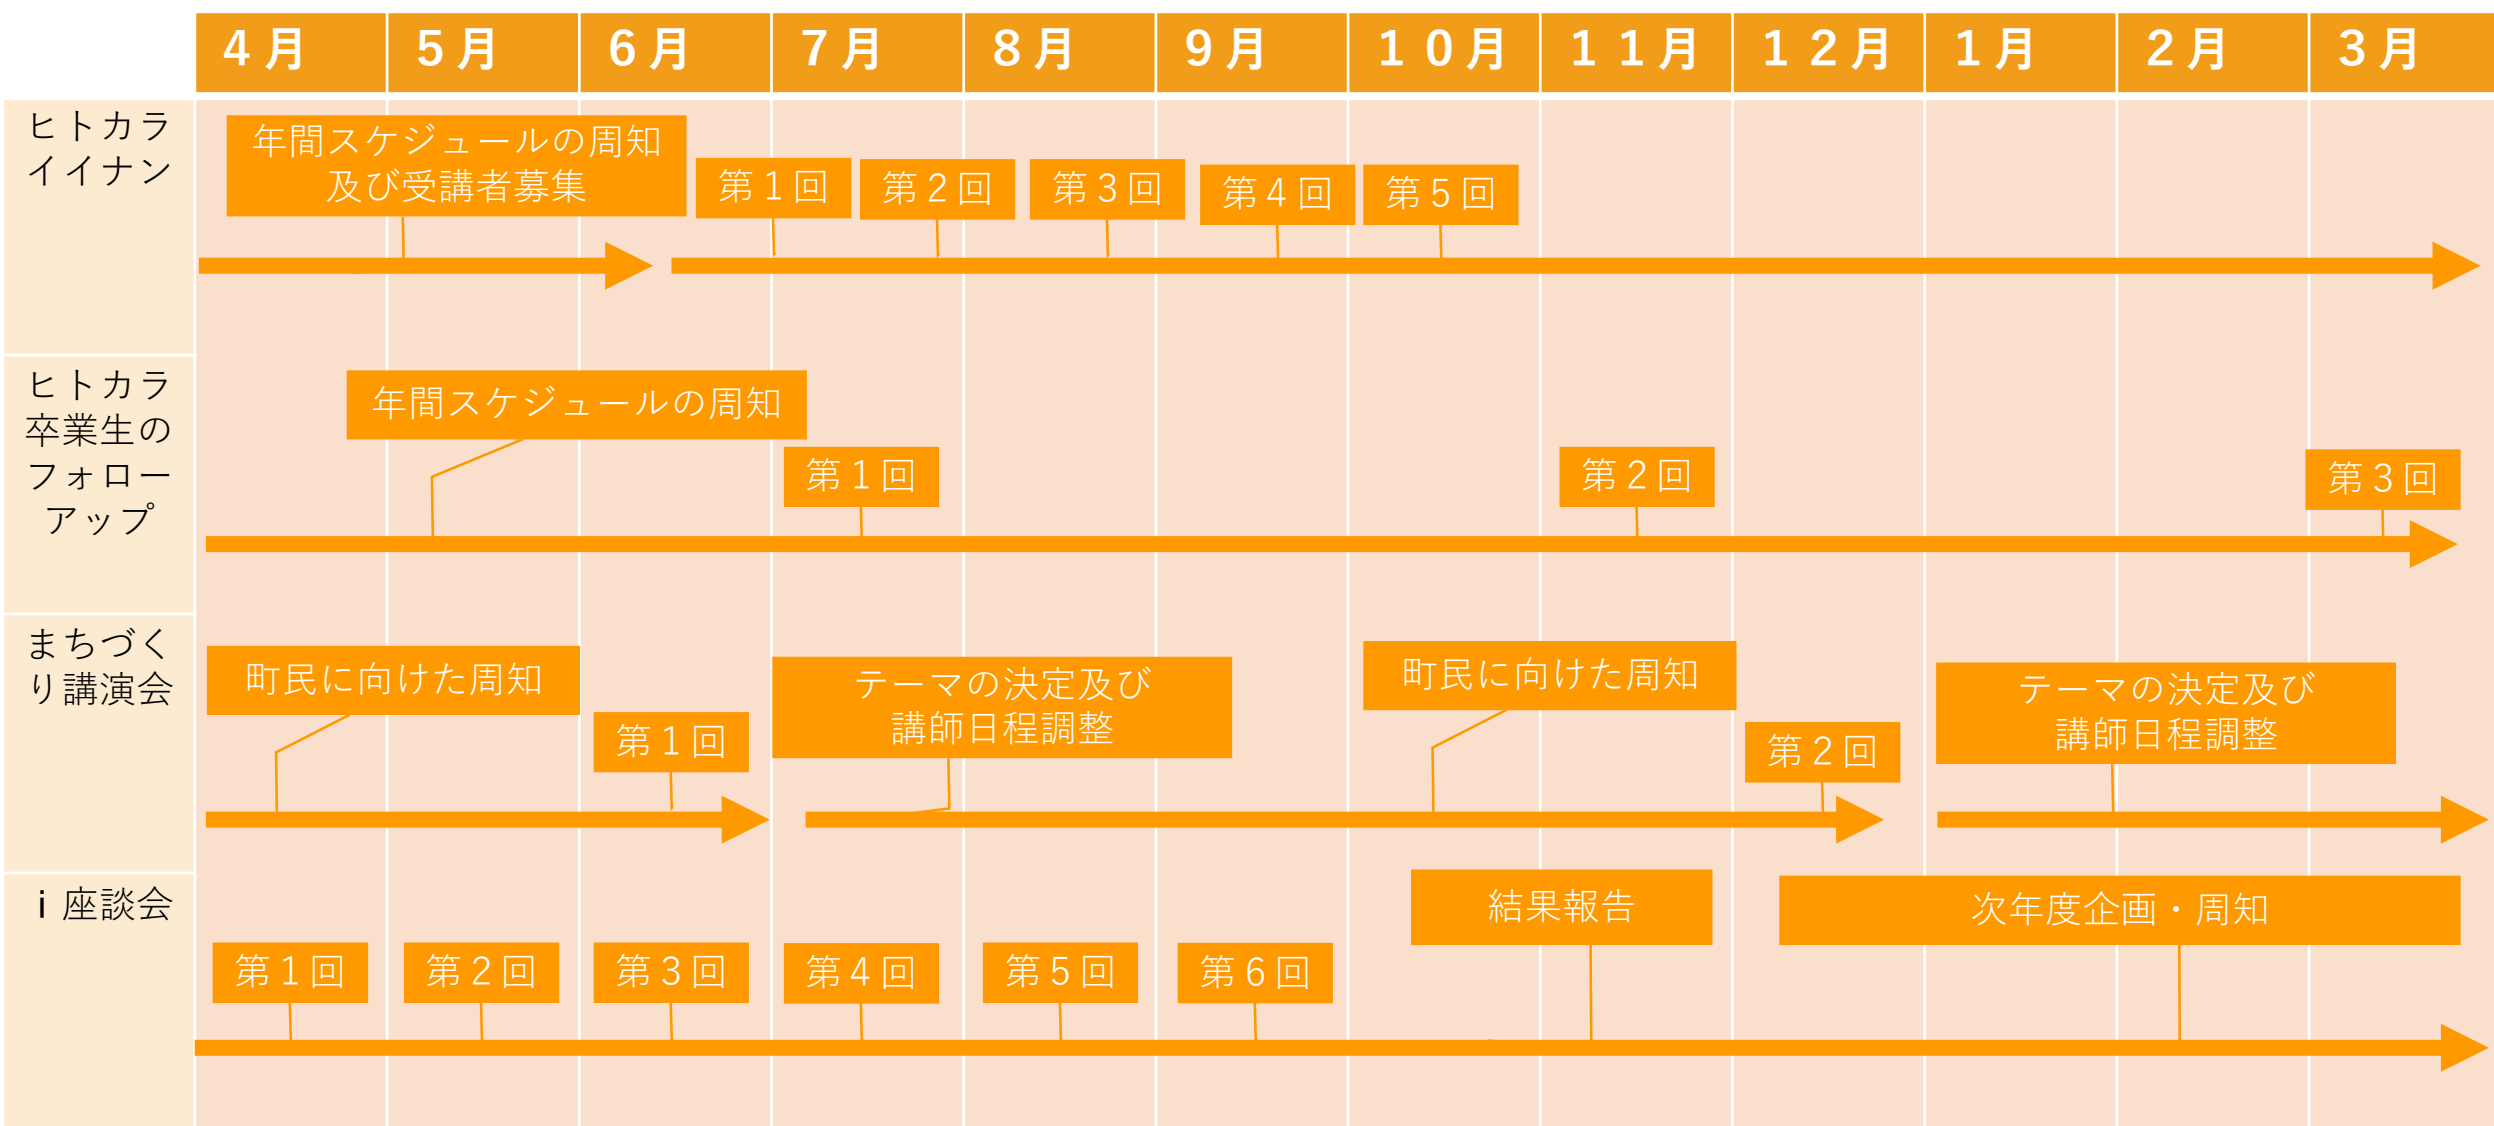 ４月 ５月 ６月 ７月 ８月 ９月 １０月 １１月 １２月 １月 ２月 ３月
ヒトカラ
イイナン
年間スケジュールの周知
及び受講者募集
第１回 第２回 第３回 第４回 第５回
ヒトカラ
卒業生の
フォロー
アップ
年間スケジュールの周知
第１回 第２回 第３回
まちづく
り講演会
町民に向けた周知
第１回
テーマの決定及び
講師日程調整
町民に向けた周知
第２回
テーマの決定及び
講師日程調整
ｉ座談会
第１回 第２回 第３回 第４回 第５回 第６回
結果報告
次年度企画・周知